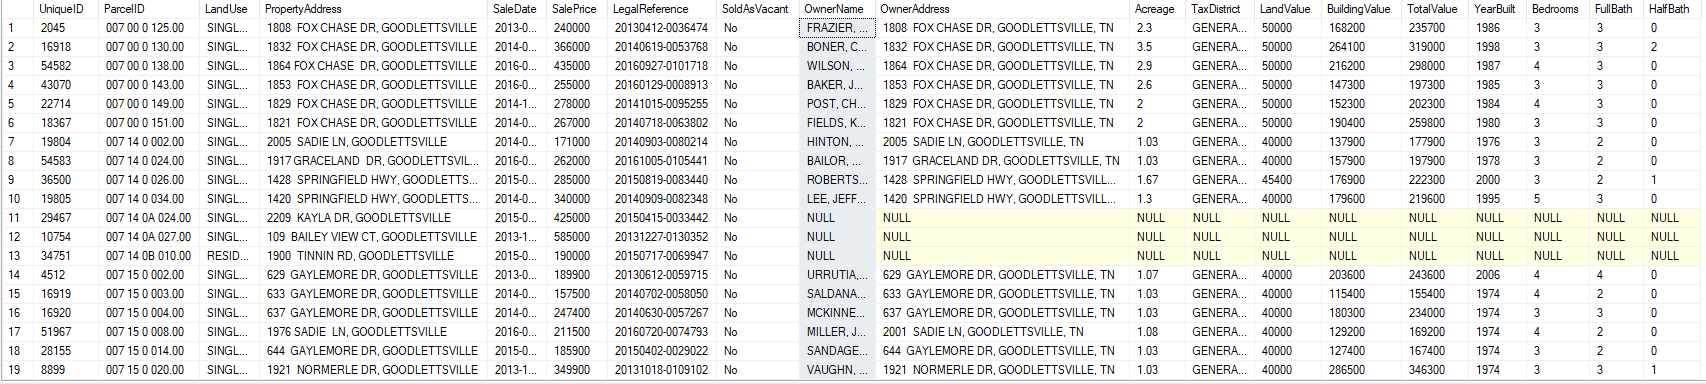 UniqueID ParcelID LandUse PropertyAddress SaleDate SalePrice LegalReference SoldAsVacant OwnerName OwnerAddress Acreage TaxDistrict LandValue BuildingValue TotalValue YearBuilt Bedrooms FullBath HalfBath
1 2045 007 00 0 125.00 SINGL... 1808 FOX CHASE DR, GOODLETTSVILLE 2013-0... 240000 20130412-0036474 No FRAZIER, ... 1808 FOX CHASE DR, GOODLETTSVILLE, TN 2.3 GENERA... 50000 168200 235700 1986 3 3 0
2 16918 007 00 0 130.00 SINGL... 1832 FOX CHASE DR, GOODLETTSVILLE 2014-0... 366000 20140619-0053768 No BONER, C... 1832 FOX CHASE DR, GOODLETTSVILLE, TN 3.5 GENERA... 50000 264100 319000 1998 3 3 2
3 54582 007 00 0 138.00 SINGL... 1864 FOX CHASE DR, GOODLETTSVILLE 2016-0... 435000 20160927-0101718 No WILSON, ... 1864 FOX CHASE DR, GOODLETTSVILLE, TN 2.9 GENERA... 50000 216200 298000 1987 4 3 0
4 43070 007 00 0 143.00 SINGL... 1853 FOX CHASE DR, GOODLETTSVILLE 2016-0... 255000 20160129-0008913 No BAKER, J... 1853 FOX CHASE DR, GOODLETTSVILLE, TN 2.6 GENERA... 50000 147300 197300 1985 3 3 0
5 22714 007 00 0 149.00 SINGL... 1829 FOX CHASE DR, GOODLETTSVILLE 2014-1... 278000 20141015-0095255 No POST, CH... 1829 FOX CHASE DR, GOODLETTSVILLE, TN 2 GENERA... 50000 152300 202300 1984 4 3 0
6 18367 007 00 0 151.00 SINGL... 1821 FOX CHASE DR, GOODLETTSVILLE 2014-0... 267000 20140718-0063802 No FIELDS, K... 1821 FOX CHASE DR, GOODLETTSVILLE, TN 2 GENERA... 50000 190400 259800 1980 3 3 0
7 19804 007 14 0 002.00 SINGL... 2005 SADIE LN, GOODLETTSVILLE 2014-0... 171000 20140903-0080214 No HINTON, ... 2005 SADIE LN, GOODLETTSVILLE, TN 1.03 GENERA... 40000 137900 177900 1976 3 2 0
8 54583 007 14 0 024.00 SINGL... 1917 GRACELAND DR, GOODLETTSVIL... 2016-0... 262000 20161005-0105441 No BAILOR, ... 1917 GRACELAND DR, GOODLETTSVILLE, TN 1.03 GENERA... 40000 157900 197900 1978 3 2 0
9 36500 007 14 0 026.00 SINGL... 1428 SPRINGFIELD HWY, GOODLETTS... 2015-0... 285000 20150819-0083440 No ROBERTS... 1428 SPRINGFIELD HWY, GOODLETTSVILL... 1.67 GENERA... 45400 176900 222300 2000 3 2 1
10 19805 007 14 0 034.00 SINGL... 1420 SPRINGFIELD HWY, GOODLETTS... 2014-0... 340000 20140909-0082348 No LEE, JEFF... 1420 SPRINGFIELD HWY, GOODLETTSVILL... 1.3 GENERA... 40000 179600 219600 1995 5 3 0
11 29467 007 14 0A 024.00 SINGL... 2209 KAYLA DR, GOODLETTSVILLE 2015-0... 425000 20150415-0033442 No NULL NULL NULL NULL NULL NULL NULL NULL NULL NULL NULL
12 10754 007 14 0A 027.00 SINGL... 109 BAILEY VIEW CT, GOODLETTSVILLE 2013-1... 585000 20131227-0130352 No NULL NULL NULL NULL NULL NULL NULL NULL NULL NULL NULL
13 34751 007 14 0B 010.00 RESID... 1900 TINNIN RD, GOODLETTSVILLE 2015-0... 190000 20150717-0069947 No NULL NULL NULL NULL NULL NULL NULL NULL NULL NULL NULL
14 4512 007 15 0 002.00 SINGL... 629 GAYLEMORE DR, GOODLETTSVILLE 2013-0... 189900 20130612-0059715 No URRUTIA,... 629 GAYLEMORE DR, GOODLETTSVILLE, TN 1.07 GENERA... 40000 203600 243600 2006 4 4 0
15 16919 007 15 0 003.00 SINGL... 633 GAYLEMORE DR, GOODLETTSVILLE 2014-0... 157500 20140702-0058050 No SALDANA... 633 GAYLEMORE DR, GOODLETTSVILLE, TN 1.03 GENERA... 40000 115400 155400 1974 4 2 0
16 16920 007 15 0 004.00 SINGL... 637 GAYLEMORE DR, GOODLETTSVILLE 2014-0... 247400 20140630-0057267 No MCKINNE... 637 GAYLEMORE DR, GOODLETTSVILLE, TN 1.03 GENERA... 40000 180300 234000 1974 3 3 0
17 51967 007 15 0 008.00 SINGL... 1976 SADIE LN, GOODLETTSVILLE 2016-0... 211500 20160720-0074793 No MILLER, J... 2001 SADIE LN, GOODLETTSVILLE, TN 1.08 GENERA... 40000 129200 169200 1974 4 2 0
18 28155 007 15 0 014.00 SINGL... 644 GAYLEMORE DR, GOODLETTSVILLE 2015-0... 185900 20150402-0029022 No SANDAGE... 644 GAYLEMORE DR, GOODLETTSVILLE, TN 1.03 GENERA... 40000 127400 167400 1974 3 2 0
19 8899 007 15 0 020.00 SINGL... 1921 NORMERLE DR, GOODLETTSVILLE 2013-1... 349900 20131018-0109102 No VAUGHN, ... 1921 NORMERLE DR, GOODLETTSVILLE, TN 1.03 GENERA... 40000 286500 346300 1974 3 3 1